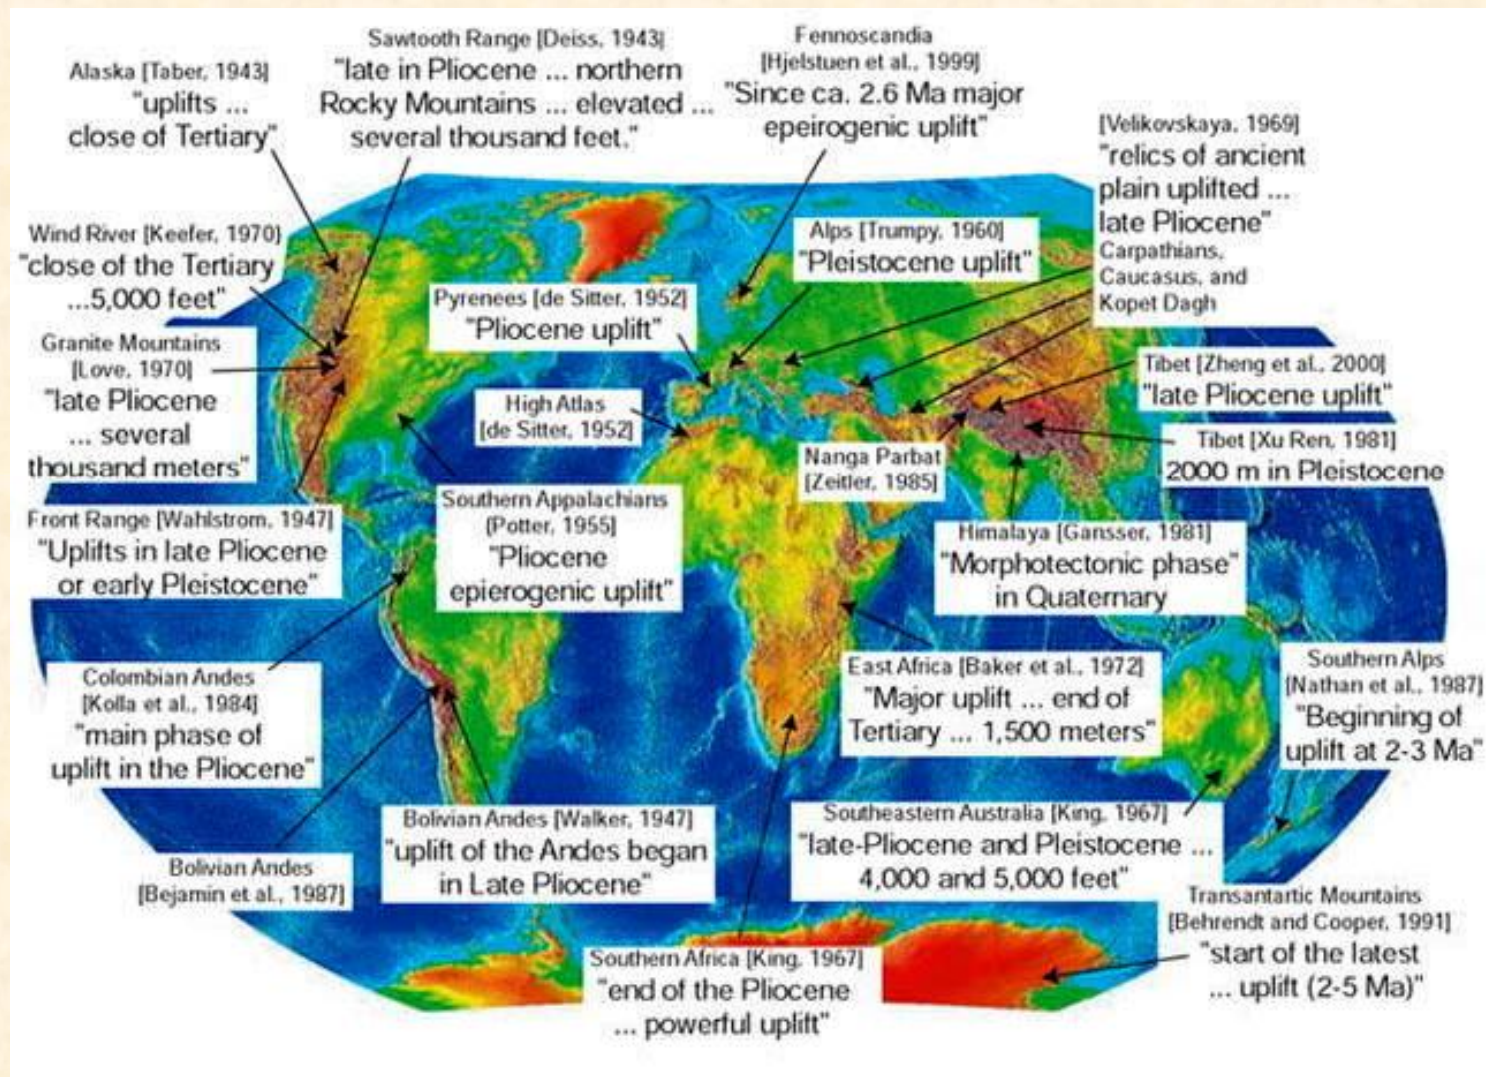 Alaska [Taber, 1943]
"uplifts ...
close of Tertiary"
Sawtooth Range [Deiss, 1943]
"late in Pliocene ... northern
Rocky Mountains ... elevated ...
several thousand feet."
Fennoscandia
[Hjelstuen et al., 1999]
"Since ca. 2.6 Ma major
epeirogenic uplift"
[Velikovskaya, 1969]
"relics of ancient
plain uplifted ...
late Pliocene"
Carpathians,
Caucasus, and
Kopet Dagh
Wind River [Keefer, 1970]
"close of the Tertiary
...5,000 feet"
Alps [Trumpy, 1960]
"Pleistocene uplift"
Pyrenees [de Sitter, 1952]
"Pliocene uplift"
Granite Mountains
[Love, 1970]
"late Pliocene
... several
thousand meters"
High Atlas
[de Sitter, 1952]
Tibet [Zheng et al., 2000]
"late Pliocene uplift"
Tibet [Xu Ren, 1981]
2000 m in Pleistocene
Nanga Parbat
[Zeitler, 1985]
Front Range [Wahlstrom, 1947]
"Uplifts in late Pliocene
or early Pleistocene"
Southern Appalachians
(Potter, 1955]
"Pliocene
epierogenic uplift"
Himalaya [Gansser, 1981]
"Morphotectonic phase"
in Quaternary
Colombian Andes
[Kolla et al., 1984]
"main phase of
uplift in the Pliocene"
East Africa [Baker et al., 1972]
"Major uplift ... end of
Tertiary ... 1,500 meters"
Southern Alps
[Nathan et al., 1987]
"Beginning of
uplift at 2-3 Ma"
Bolivian Andes
[Bejamin et al., 1987]
Bolivian Andes [Walker, 1947]
"uplift of the Andes began
in Late Pliocene"
Southeastern Australia [King, 1967]
"late-Pliocene and Pleistocene ...
4,000 and 5,000 feet"
Southern Africa [King, 1967]
"end of the Pliocene
... powerful uplift"
Transantartic Mountains
[Behrendt and Cooper, 1991]
"start of the latest
... uplift (2-5 Ma)"